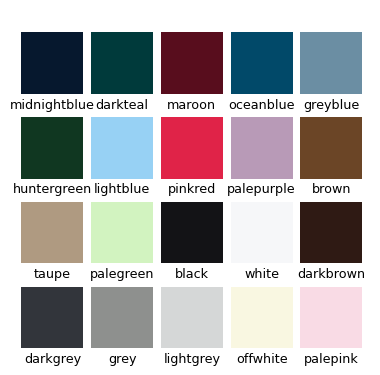 midnightblue darkteal maroon oceanblue greyblue
huntergreen lightblue pinkred palepurple brown
taupe palegreen black white darkbrown
darkgrey grey lightgrey offwhite palepink